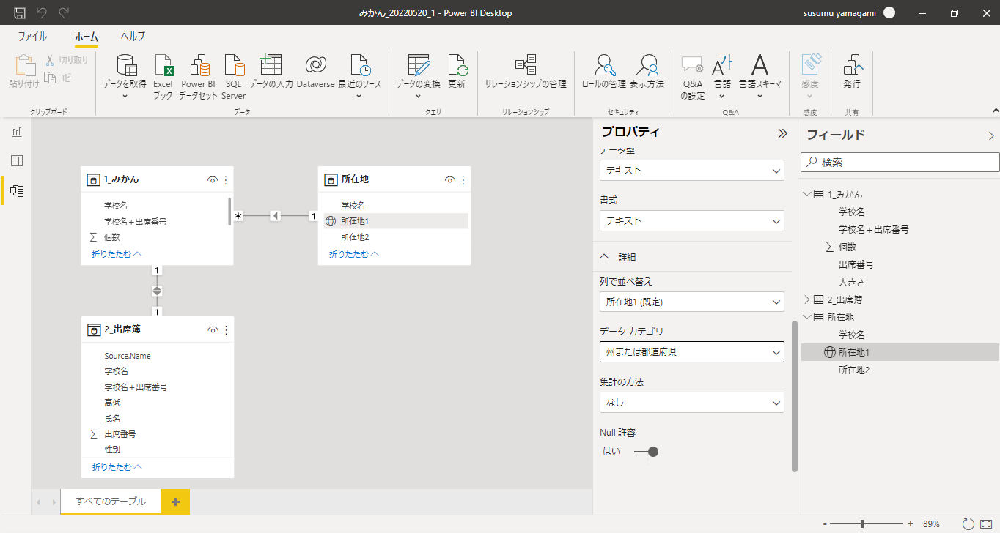 みかん_20220520_1 - Power BI Desktop
susumu yamagami
ファイル ホーム ヘルプ
貼り付け
切り取り
コピー
クリップボード
データを取得
Excel
ブック
Power BI
データセット
SQL
Server
データの入力
Dataverse
最近のソース
データ
データの変換
更新
クエリ
リレーションシップの管理
リレーションシップ
ロールの管理
表示方法
セキュリティ
Q&A
の設定
言語
言語スキーマ
Q&A
感度
感度
発行
共有
1_みかん
学校名
学校名+出席番号
Σ 個数
折りたたむ
*
1
所在地
学校名
所在地1
所在地2
折りたたむ
1
1
2_出席簿
Source.Name
学校名
学校名+出席番号
高低
氏名
Σ 出席番号
性別
折りたたむ
すべてのテーブル
+
プロパティ
データ型
テキスト
書式
テキスト
詳細
列で並べ替え
所在地1 (既定)
データ カテゴリ
州または都道府県
集計の方法
なし
Null 許容
はい
フィールド
検索
1_みかん
学校名
学校名+出席番号
Σ 個数
出席番号
大きさ
2_出席簿
所在地
学校名
所在地1
所在地2
- + 89%